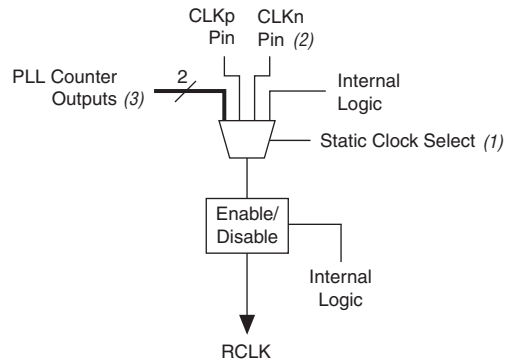 CLKp
Pin
CLKn
Pin (2)
PLL Counter
Outputs (3)
2
Internal
Logic
Static Clock Select (1)
Enable/
Disable
Internal
Logic
RCLK